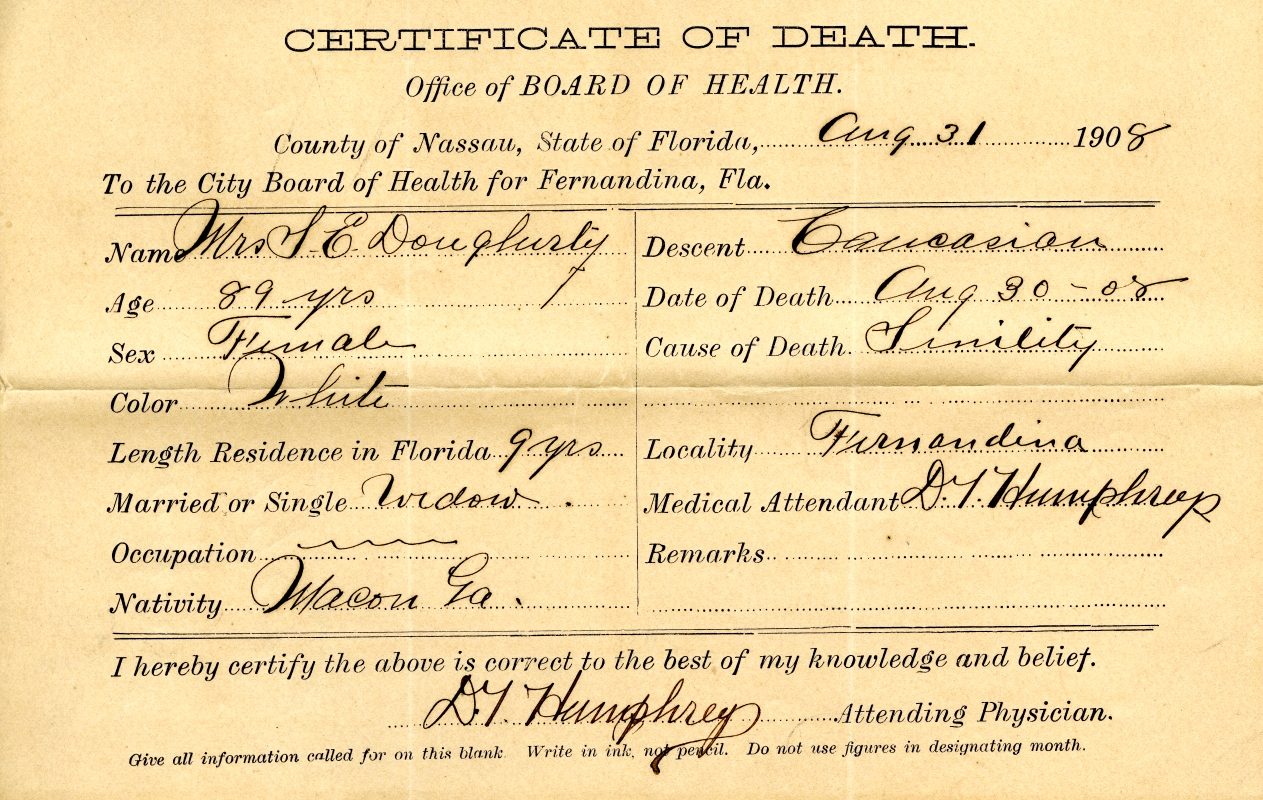 CERTIFICATE OF DEATH.
Office of BOARD OF HEALTH.
County of Nassau, State of Florida, Aug 31 1908
To the City Board of Health for Fernandina, Fla.
Name Mrs S. E. Doughurty
Age 89 yrs
Sex Female
Color White
Length Residence in Florida 9 yrs
Married or Single Widow.
Occupation
Nativity Macon Ga.
Descent Caucasian
Date of Death Aug 30-08
Cause of Death Sinility
Locality Fernandina
Medical Attendant D. T. Humphreys
Remarks
I hereby certify the above is correct to the best of my knowledge and belief.
D. T. Humphreys Attending Physician.
Give all information called for on this blank. Write in ink, not pencil. Do not use figures in designating month.